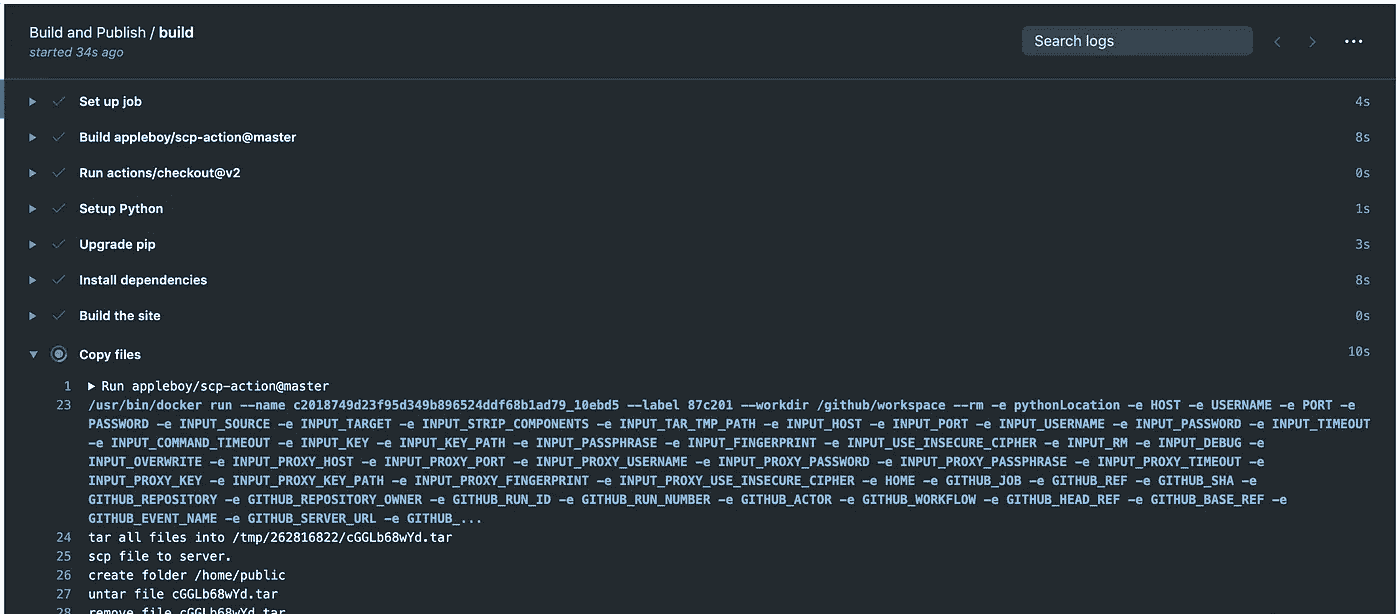 Build and Publish / build
started 34s ago
Search logs
Set up job 4s
Build appleboy/scp-action@master 8s
Run actions/checkout@v2 0s
Setup Python 1s
Upgrade pip 3s
Install dependencies 8s
Build the site 0s
Copy files 10s
1 Run appleboy/scp-action@master
23 /usr/bin/docker run --name c2018749d23f95d349b896524ddf68b1ad79_10ebd5 --label 87c201 --workdir /github/workspace --rm -e pythonLocation -e HOST -e USERNAME -e PORT -e
PASSWORD -e INPUT_SOURCE -e INPUT_TARGET -e INPUT_STRIP_COMPONENTS -e INPUT_TAR_TMP_PATH -e INPUT_HOST -e INPUT_PORT -e INPUT_USERNAME -e INPUT_PASSWORD -e INPUT_TIMEOUT
-e INPUT_COMMAND_TIMEOUT -e INPUT_KEY -e INPUT_KEY_PATH -e INPUT_PASSPHRASE -e INPUT_FINGERPRINT -e INPUT_USE_INSECURE_CIPHER -e INPUT_RM -e INPUT_DEBUG -e
INPUT_OVERWRITE -e INPUT_PROXY_HOST -e INPUT_PROXY_PORT -e INPUT_PROXY_USERNAME -e INPUT_PROXY_PASSWORD -e INPUT_PROXY_PASSPHRASE -e INPUT_PROXY_TIMEOUT -e
INPUT_PROXY_KEY -e INPUT_PROXY_KEY_PATH -e INPUT_PROXY_FINGERPRINT -e INPUT_PROXY_USE_INSECURE_CIPHER -e HOME -e GITHUB_JOB -e GITHUB_REF -e GITHUB_SHA -e
GITHUB_REPOSITORY -e GITHUB_REPOSITORY_OWNER -e GITHUB_RUN_ID -e GITHUB_RUN_NUMBER -e GITHUB_ACTOR -e GITHUB_WORKFLOW -e GITHUB_HEAD_REF -e GITHUB_BASE_REF -e
GITHUB_EVENT_NAME -e GITHUB_SERVER_URL -e GITHUB_...
24 tar all files into /tmp/262816822/cGGLb68wYd.tar
25 scp file to server.
26 create folder /home/public
27 untar file cGGLb68wYd.tar
28 remove file cGGLb68wYd.tar